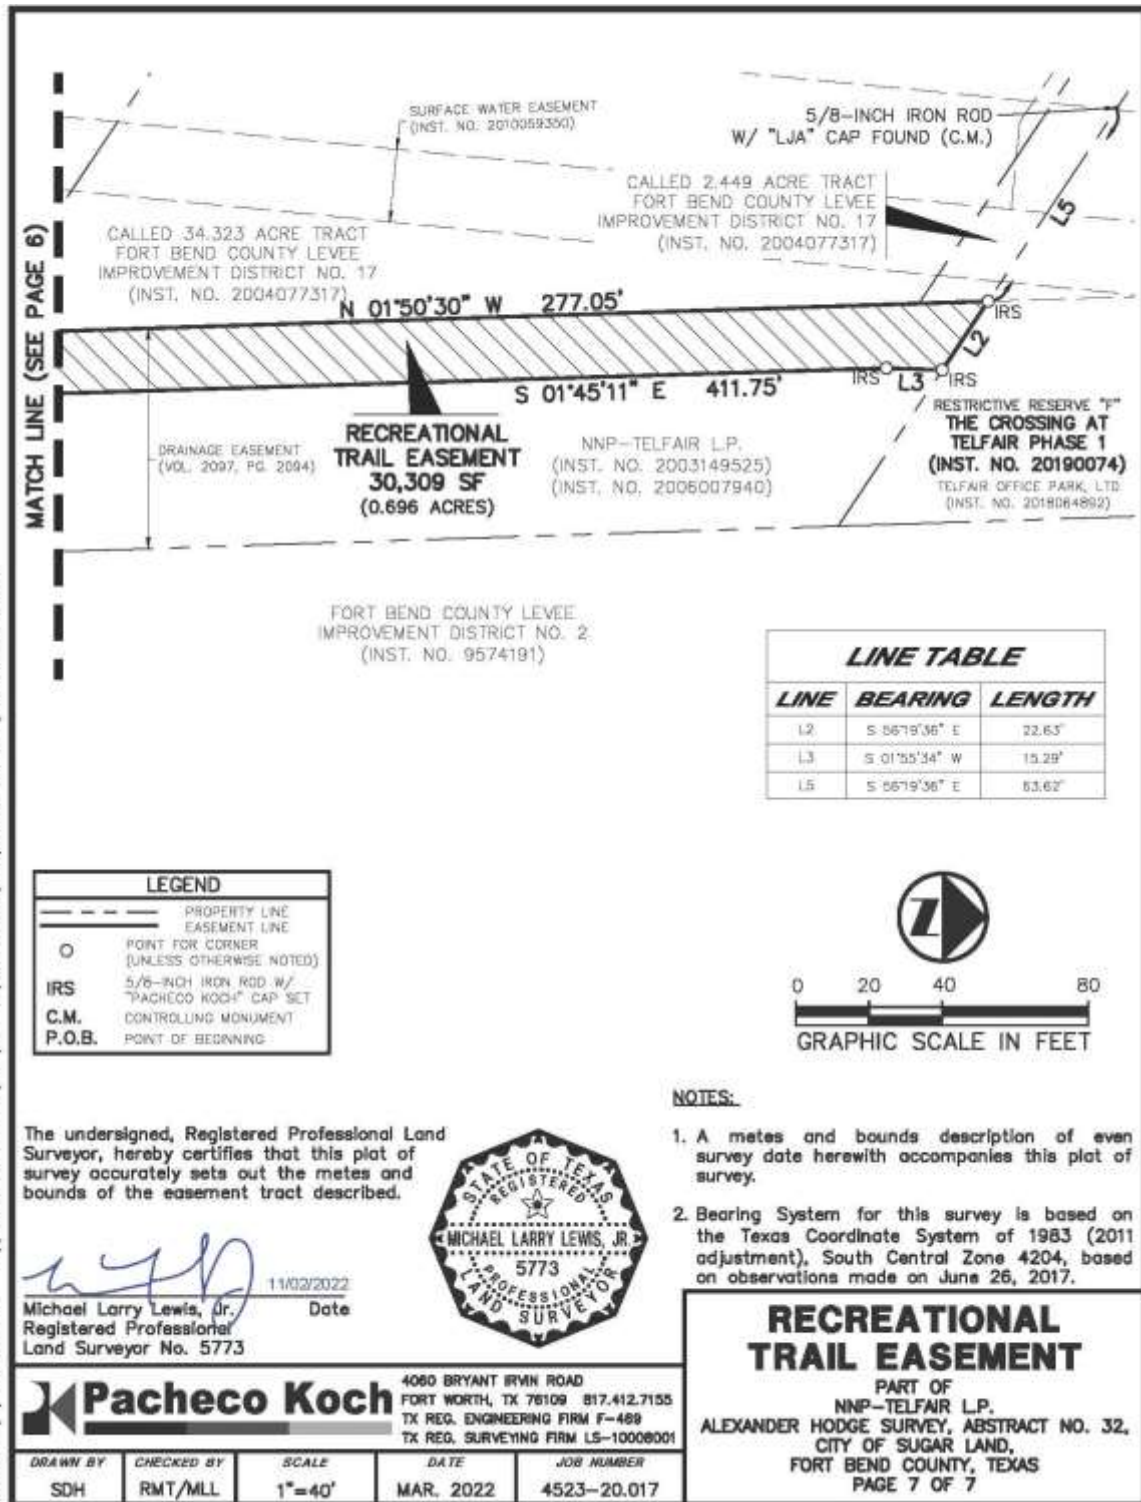 SURFACE WATER EASEMENT
(INST. NO. 2010059350)
5/8-INCH IRON ROD
W/ "LJA" CAP FOUND (C.M.)
CALLED 2.449 ACRE TRACT
FORT BEND COUNTY LEVEE
IMPROVEMENT DISTRICT NO. 17
(INST. NO. 2004077317)
L5
MATCH LINE (SEE PAGE 6)
CALLED 34.323 ACRE TRACT
FORT BEND COUNTY LEVEE
IMPROVEMENT DISTRICT NO. 17
(INST. NO. 2004077317)
N 01°50'30" W 277.05'
IRS
L2
IRS
L3
IRS
S 01°45'11" E 411.75'
RECREATIONAL
TRAIL EASEMENT
30,309 SF
(0.696 ACRES)
DRAINAGE EASEMENT
(VOL. 2097, PG. 2094)
NNP-TELFAIR L.P.
(INST. NO. 2003149525)
(INST. NO. 2006007940)
RESTRICTIVE RESERVE "F"
THE CROSSING AT
TELFAIR PHASE 1
(INST. NO. 20190074)
TELFAIR OFFICE PARK, LTD.
(INST. NO. 2018064892)
FORT BEND COUNTY LEVEE
IMPROVEMENT DISTRICT NO. 2
(INST. NO. 9574191)
LINE TABLE
LINE BEARING LENGTH
L2 S 56°19'36" E 22.63'
L3 S 01°55'34" W 15.29'
L5 S 56°19'36" E 63.62'
LEGEND
PROPERTY LINE
EASEMENT LINE
POINT FOR CORNER
(UNLESS OTHERWISE NOTED)
IRS 5/8-INCH IRON ROD W/
"PACHECO KOCH" CAP SET
C.M. CONTROLLING MONUMENT
P.O.B. POINT OF BEGINNING
Z
0 20 40 80
GRAPHIC SCALE IN FEET
The undersigned, Registered Professional Land
Surveyor, hereby certifies that this plat of
survey accurately sets out the metes and
bounds of the easement tract described.
11/02/2022
Michael Larry Lewis, Jr. Date
Registered Professional
Land Surveyor No. 5773
STATE OF TEXAS
REGISTERED
MICHAEL LARRY LEWIS, JR.
5773
PROFESSIONAL
LAND SURVEYOR
NOTES:
1. A metes and bounds description of even
survey date herewith accompanies this plat of
survey.
2. Bearing System for this survey is based on
the Texas Coordinate System of 1983 (2011
adjustment), South Central Zone 4204, based
on observations made on June 26, 2017.
Pacheco Koch
4060 BRYANT IRVIN ROAD
FORT WORTH, TX 76109 817.412.7155
TX REG. ENGINEERING FIRM F-469
TX REG. SURVEYING FIRM LS-10008001
DRAWN BY CHECKED BY SCALE DATE JOB NUMBER
SDH RMT/MLL 1"=40' MAR. 2022 4523-20.017
RECREATIONAL
TRAIL EASEMENT
PART OF
NNP-TELFAIR L.P.
ALEXANDER HODGE SURVEY, ABSTRACT NO. 32,
CITY OF SUGAR LAND,
FORT BEND COUNTY, TEXAS
PAGE 7 OF 7